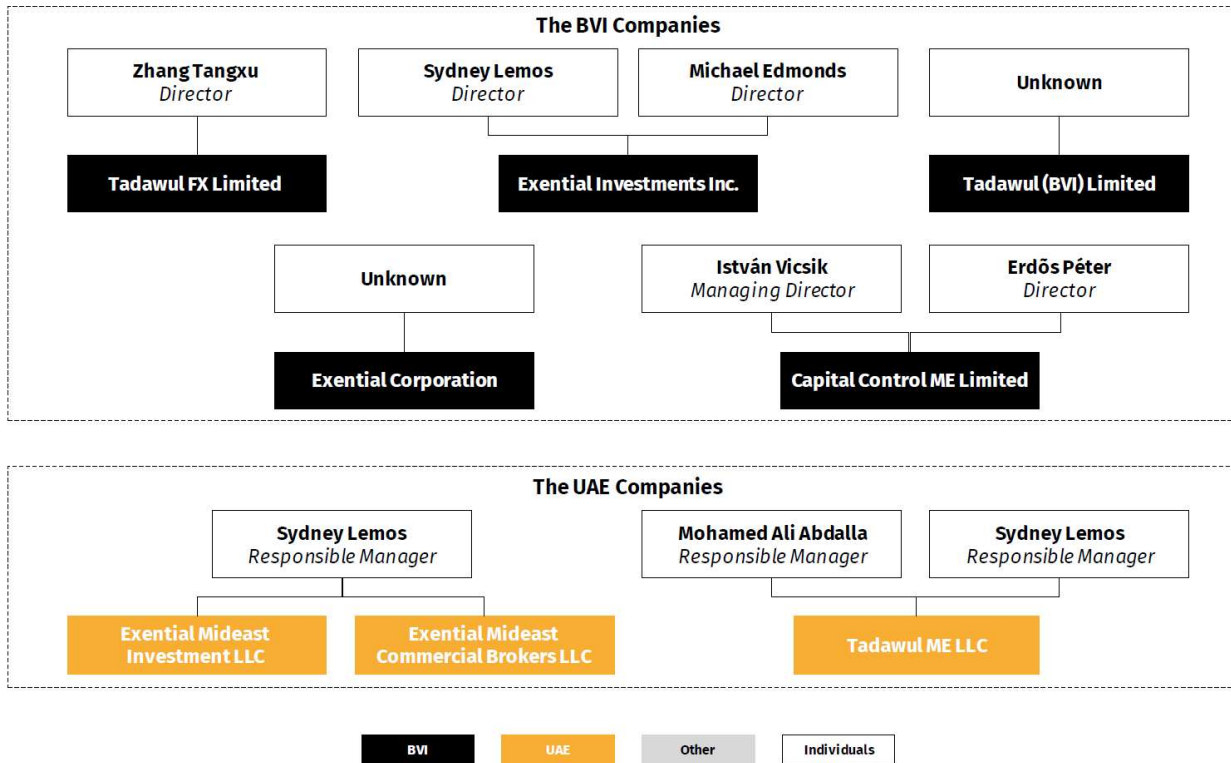 The BVI Companies
Zhang Tangxu
Director
Sydney Lemos
Director
Michael Edmonds
Director
Unknown
Tadawul FX Limited
Exential Investments Inc.
Tadawul (BVI) Limited
Unknown
István Vicsik
Managing Director
Erdõs Péter
Director
Exential Corporation
Capital Control ME Limited
The UAE Companies
Sydney Lemos
Responsible Manager
Mohamed Ali Abdalla
Responsible Manager
Sydney Lemos
Responsible Manager
Exential Mideast
Investment LLC
Exential Mideast
Commercial Brokers LLC
Tadawul ME LLC
BVI
UAE
Other
Individuals